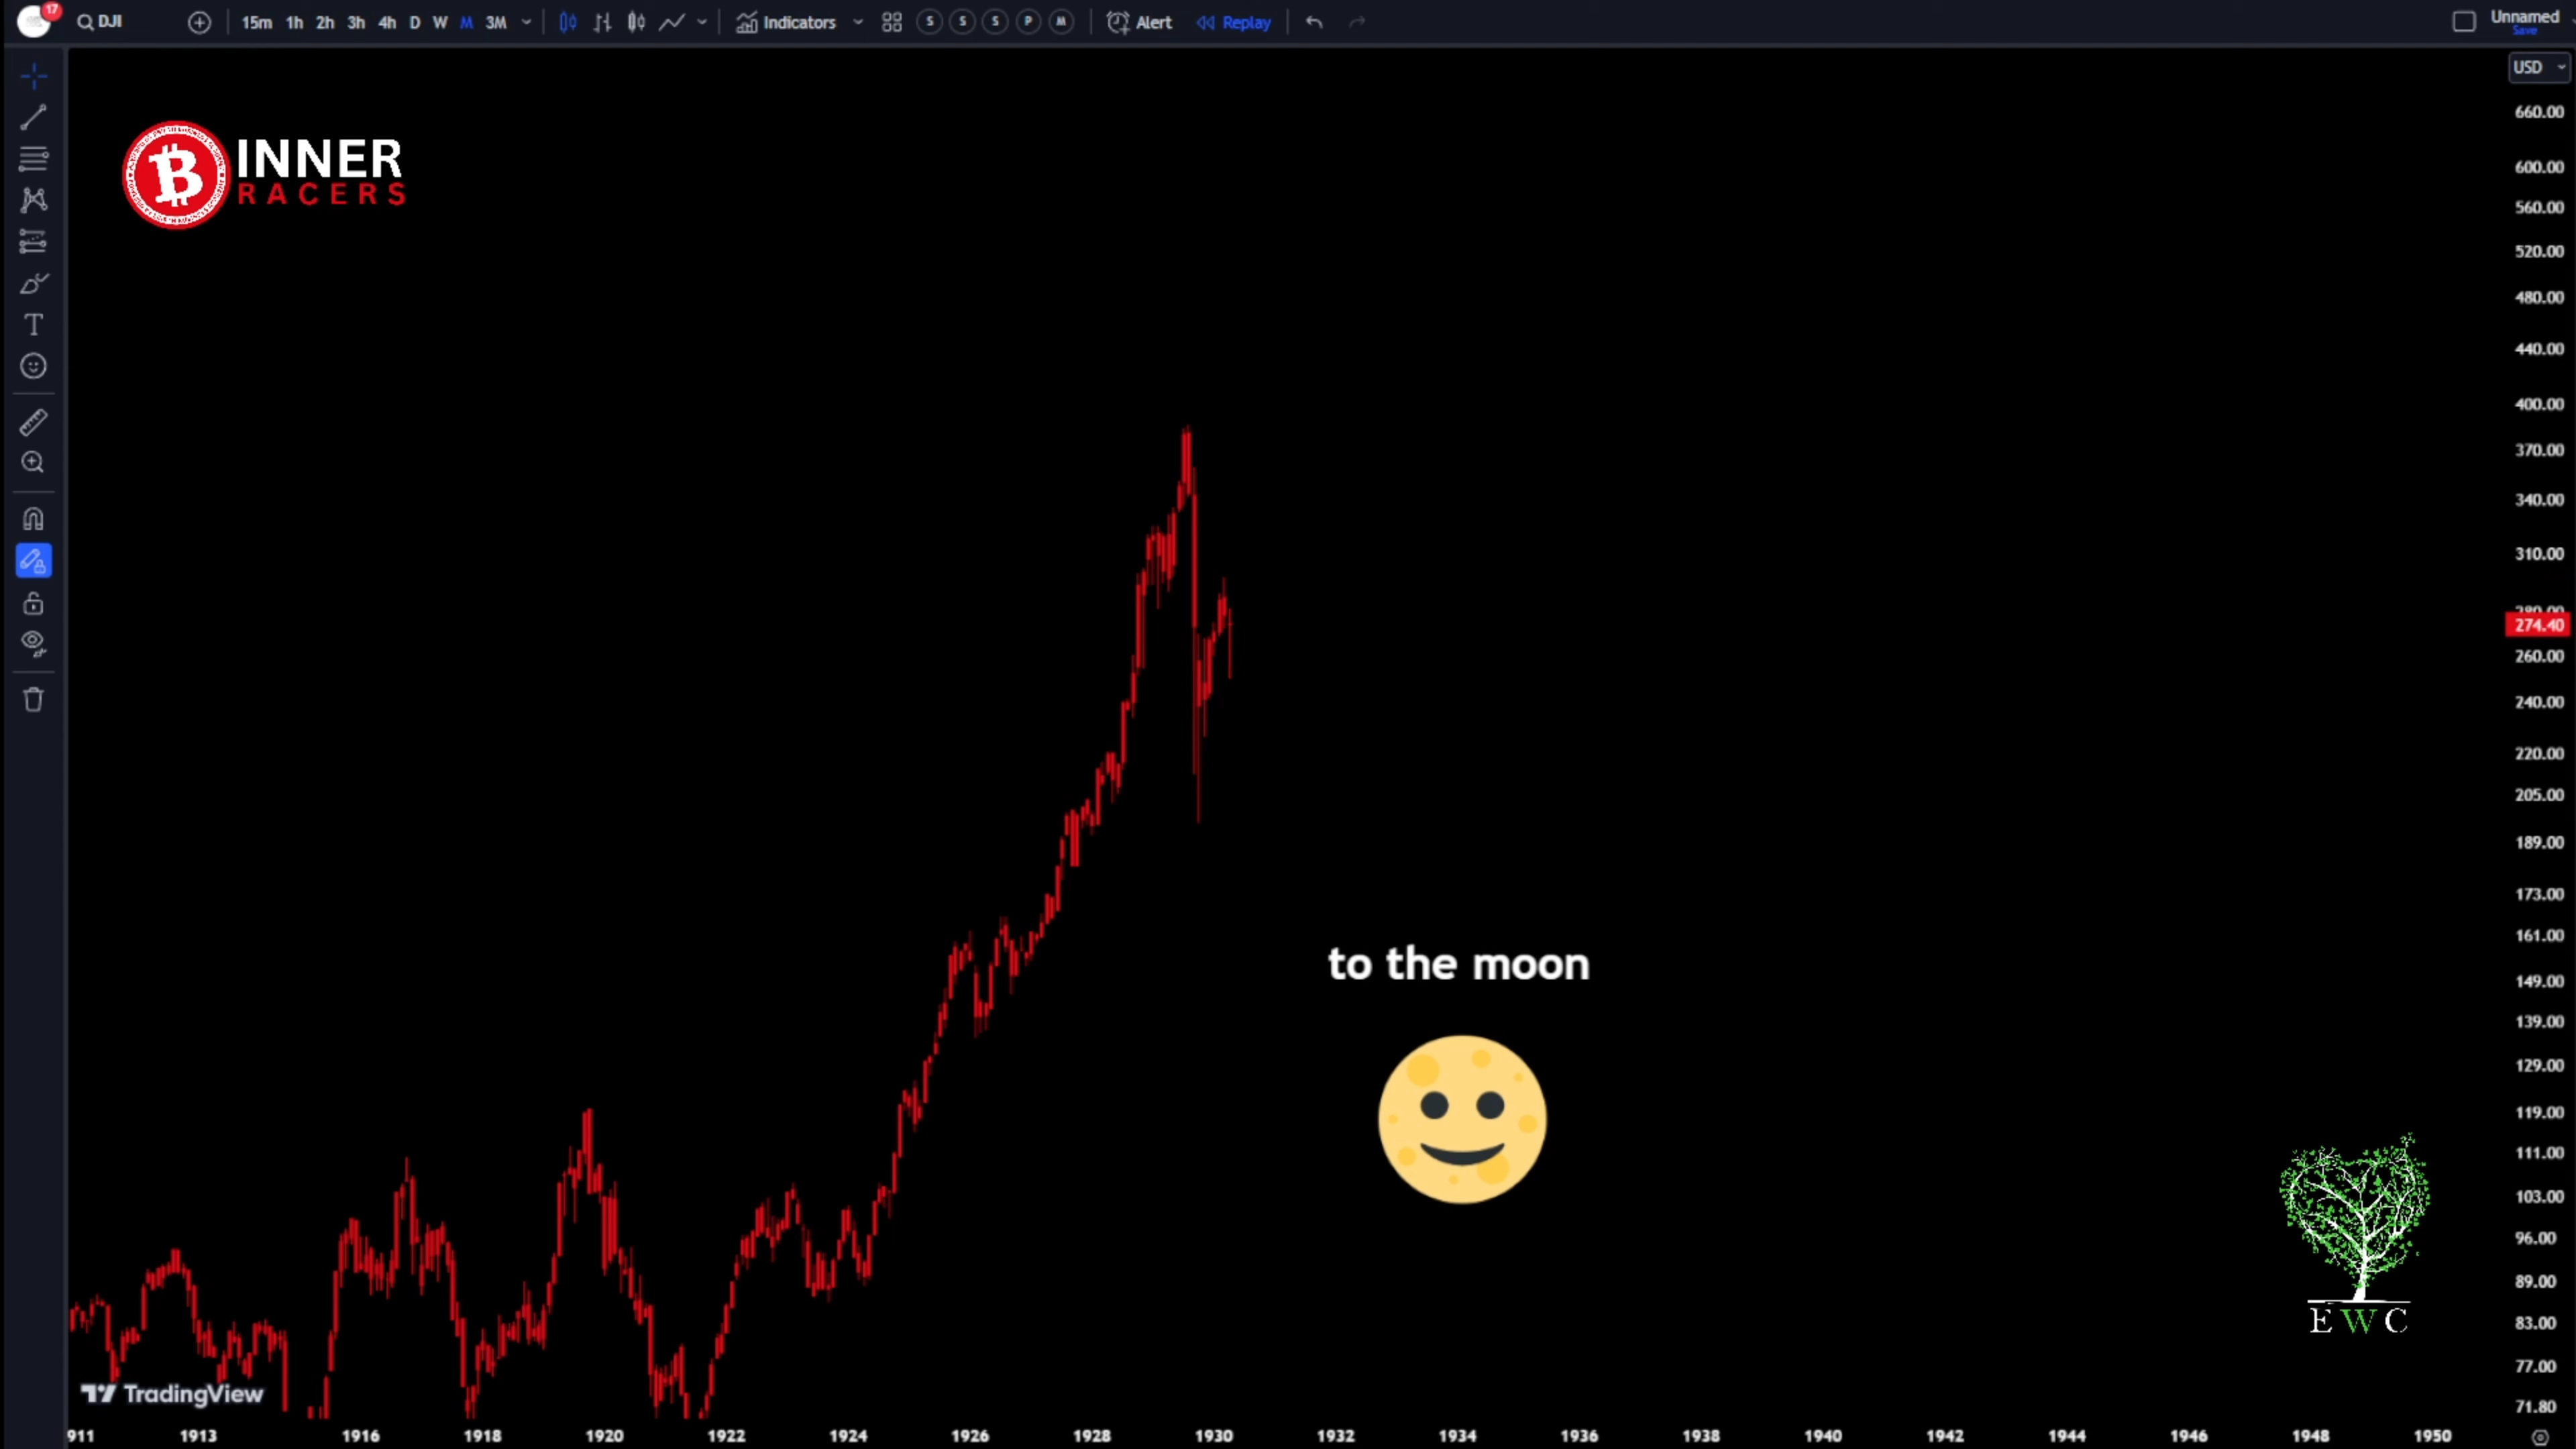 17
DJI
15m 1h 2h 3h 4h D W M 3M
Indicators
S S S P M
Alert
Replay
Unnamed
Save
USD
INNER
RACERS
660.00
600.00
560.00
520.00
480.00
440.00
400.00
370.00
340.00
310.00
280.00
274.40
260.00
240.00
220.00
205.00
189.00
173.00
161.00
149.00
139.00
129.00
119.00
111.00
103.00
96.00
89.00
83.00
77.00
71.80
to the moon
EWC
TradingView
911 1913 1916 1918 1920 1922 1924 1926 1928 1930 1932 1934 1936 1938 1940 1942 1944 1946 1948 1950